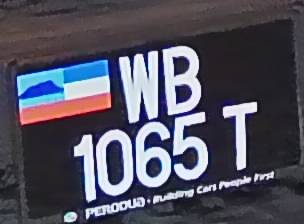 WB
1065 T
PERODUA • Building Cars People First